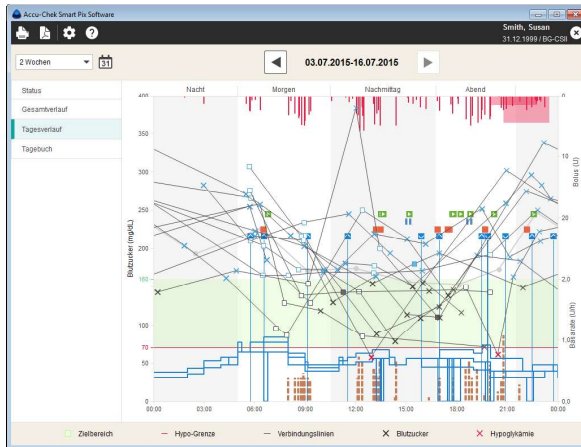 Accu-Chek Smart Pix Software
Smith, Susan
31.12.1999 / BG-CSII
2 Wochen
31
03.07.2015-16.07.2015
Status
Gesamtverlauf
Tagesverlauf
Tagebuch
Nacht Morgen Nachmittag Abend
400 0
350
300 10
250
200 20
160 2,0
100
70 1,0
50
0 0,0
Blutzucker (mg/dL)
Bolus (U)
Basalrate (U/h)
00:00 03:00 06:00 09:00 12:00 15:00 18:00 21:00 00:00
Zielbereich Hypo-Grenze Verbindungslinien Blutzucker Hypoglykämie